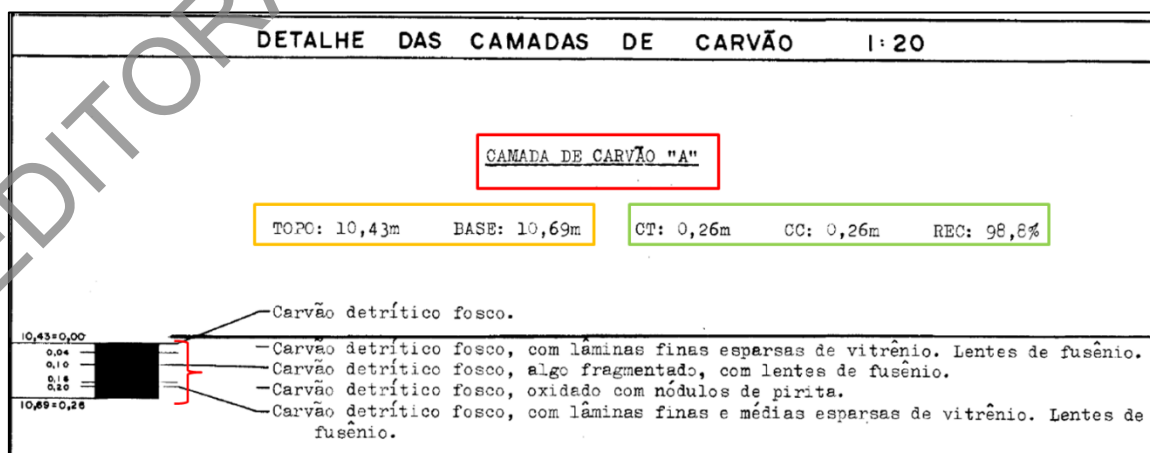 EDITORA
DETALHE DAS CAMADAS DE CARVÃO 1:20
CAMADA DE CARVÃO "A"
TOPO: 10,43m BASE: 10,69m CT: 0,26m CC: 0,26m REC: 98,8%
Carvão detrítico fosco.
10,43=0,00
0,04
Carvão detrítico fosco, com lâminas finas esparsas de vitrênio. Lentes de fusênio.
0,10
Carvão detrítico fosco, algo fragmentado, com lentes de fusênio.
0,18
Carvão detrítico fosco, oxidado com nódulos de pirita.
0,20
10,69=0,26
Carvão detrítico fosco, com lâminas finas e médias esparsas de vitrênio. Lentes de
fusênio.